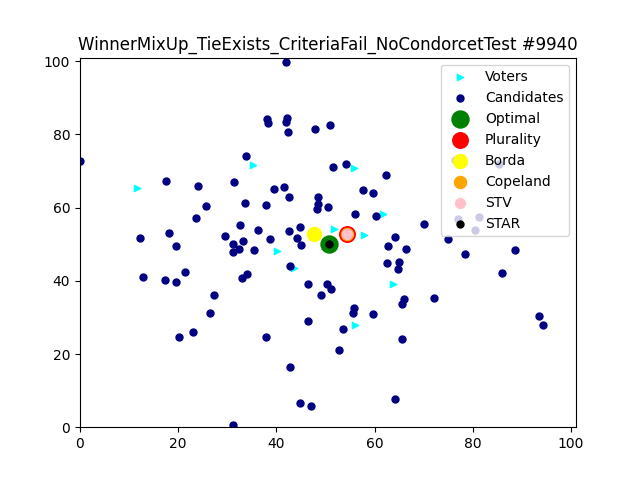 WinnerMixUp_TieExists_CriteriaFail_NoCondorcetTest #9940
Voters
Candidates
Optimal
Plurality
Borda
Copeland
STV
STAR
100
80
60
40
20
0
0 20 40 60 80 100